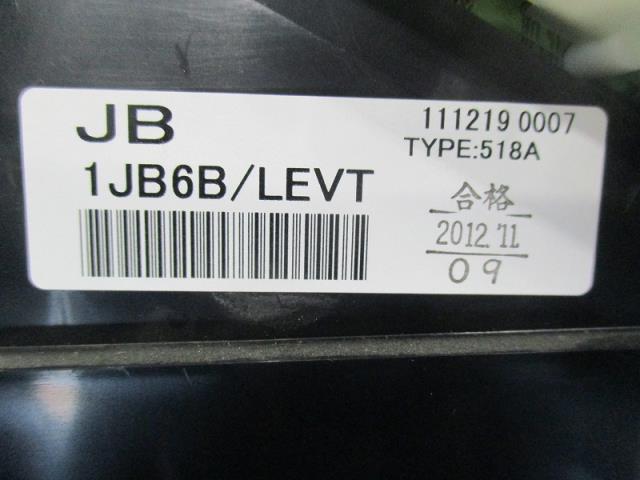 JB
111219 0007
TYPE:518A
1JB6B/LEVT
合格
2012.11
09